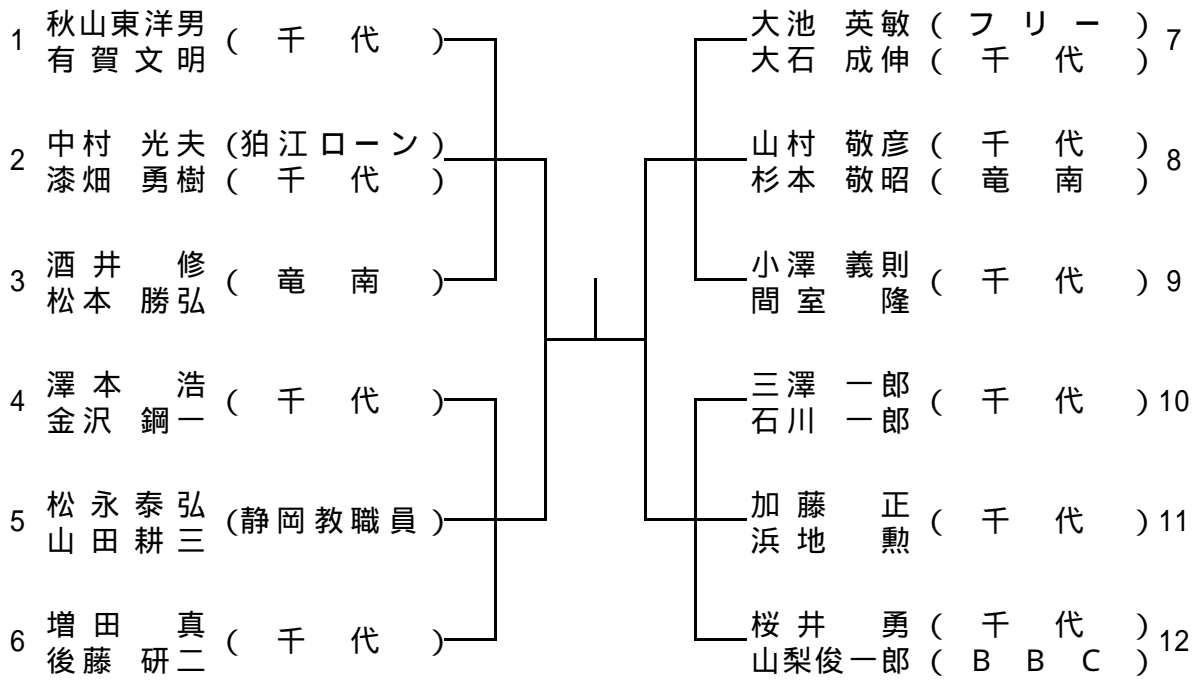 1 秋山東洋男 ( 千 代 )
有賀文明
2 中村 光夫 (狛江ローン)
漆畑 勇樹 ( 千 代 )
3 酒井 修 ( 竜 南 )
松本 勝弘
4 澤本 浩 ( 千 代 )
金沢 鋼一
5 松永泰弘 (静岡教職員)
山田耕三
6 増田 真 ( 千 代 )
後藤 研二
大池 英敏 ( フリー ) 7
大石 成伸 ( 千 代 )
山村 敬彦 ( 千 代 ) 8
杉本 敬昭 ( 竜 南 )
小澤 義則 ( 千 代 ) 9
間室 隆
三澤 一郎 ( 千 代 ) 10
石川 一郎
加藤 正 ( 千 代 ) 11
浜地 勲
桜井 勇 ( 千 代 ) 12
山梨俊一郎 ( B B C )